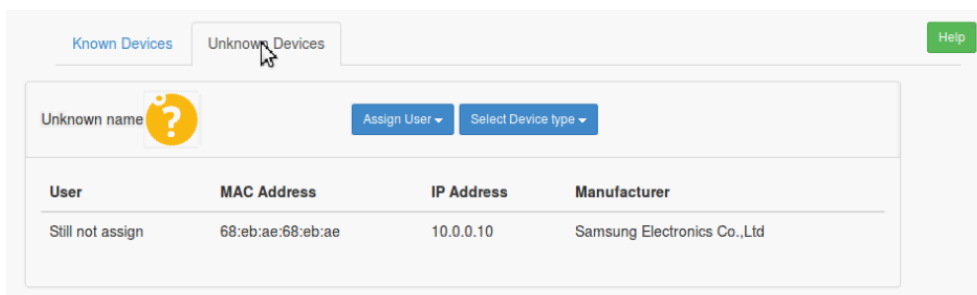 Known Devices Unknown Devices Help
Unknown name ? Assign User Select Device type
User MAC Address IP Address Manufacturer
Still not assign 68:eb:ae:68:eb:ae 10.0.0.10 Samsung Electronics Co.,Ltd